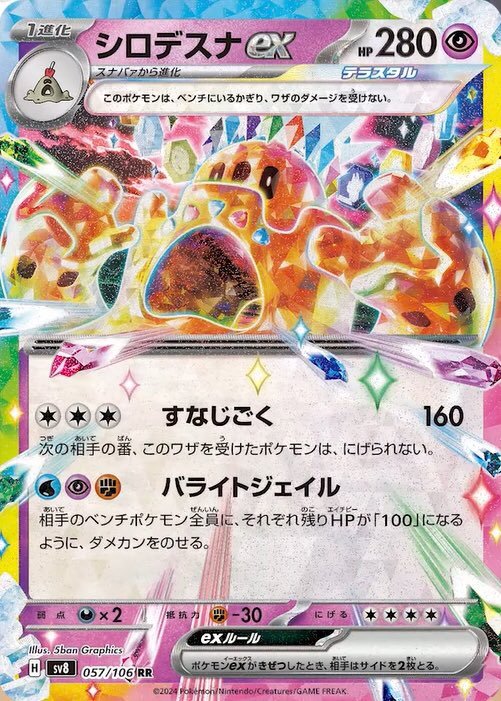 1進化 シロデスナex HP280
スナバァから進化 テラスタル
このポケモンは、ベンチにいるかぎり、ワザのダメージを受けない。
すなじごく 160
次の相手の番、このワザを受けたポケモンは、にげられない。
バライトジェイル
相手のベンチポケモン全員に、それぞれ残りHPが「100」になる
ように、ダメカンをのせる。
弱点 ×2 抵抗力 -30 にげる
Illus. 5ban Graphics
exルール
ポケモンexがきぜつしたとき、相手はサイドを2枚とる。
H sv8 057/106 RR
©2024 Pokémon/Nintendo/Creatures/GAME FREAK.